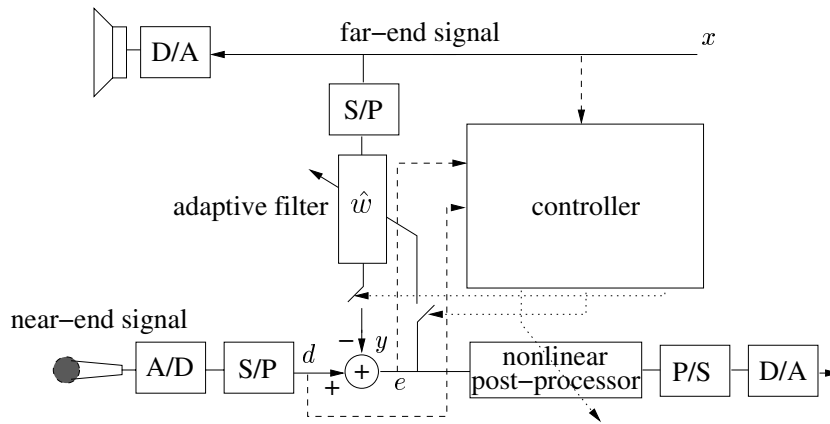 far−end signal
x
D/A
S/P
adaptive filter
ŵ
controller
near−end signal
A/D
S/P
d
−
y
+
+
e
nonlinear
post−processor
P/S
D/A